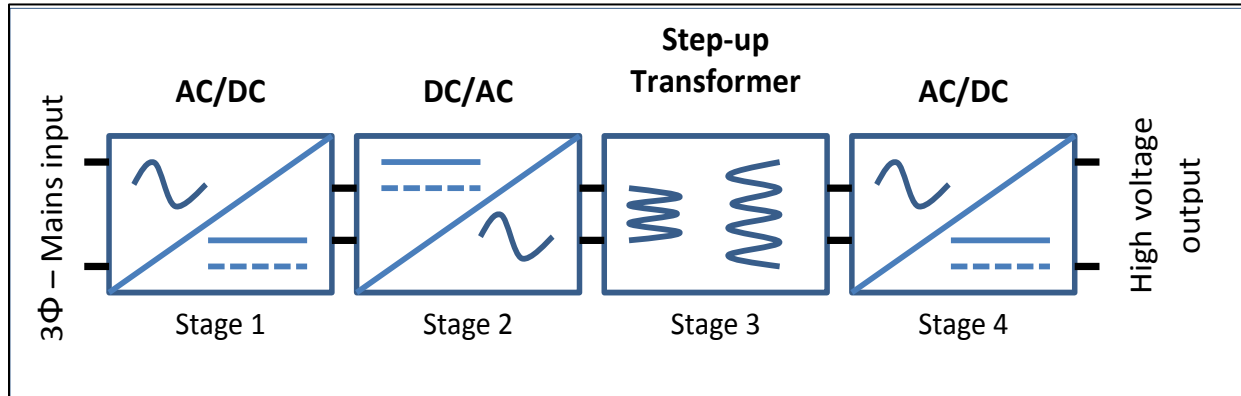 3Φ – Mains input
AC/DC
Stage 1
DC/AC
Stage 2
Step-up
Transformer
Stage 3
AC/DC
Stage 4
High voltage
output